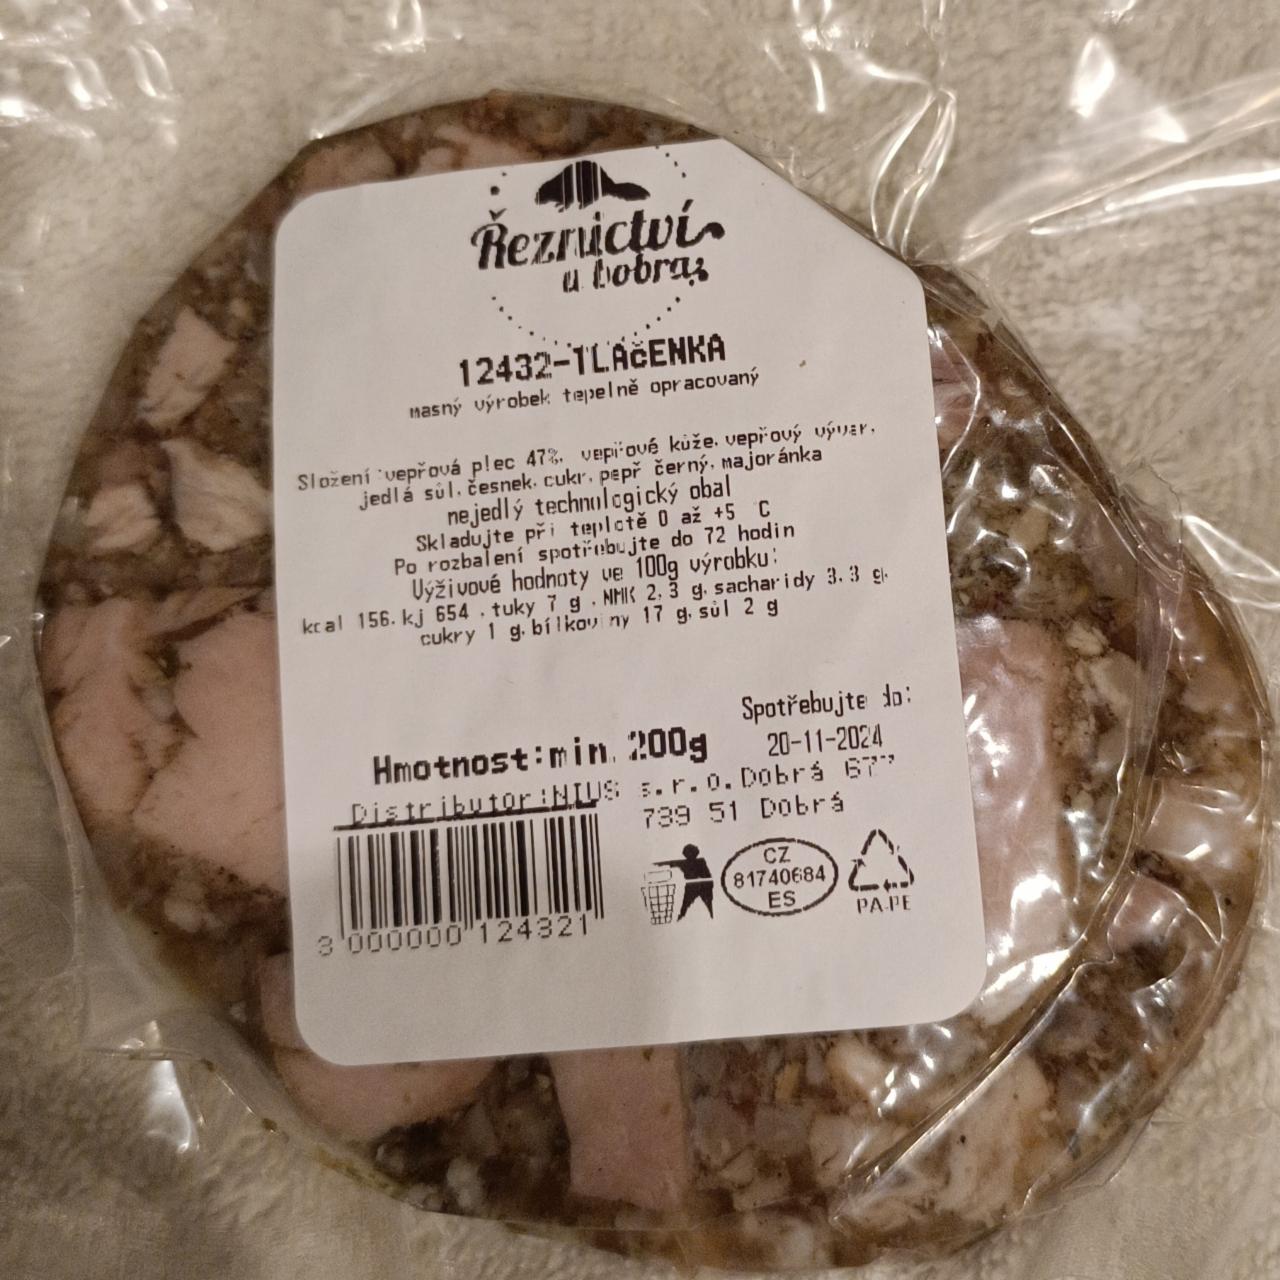 Řeznictví
u Dobra
12432-TLAčENKA
masný výrobek tepelně opracovaný
Složení:vepřová plec 47%, vepřové kůže, vepřový vývar,
jedlá sůl, česnek, cukr, pepř černý, majoránka
nejedlý technologický obal
Skladujte při teplotě 0 až +5 C
Po rozbalení spotřebujte do 72 hodin
Výživové hodnoty ve 100g výrobku:
kcal 156, kj 654, tuky 7 g, NMK 2,3 g, sacharidy 3.3 g,
cukry 1 g, bílkoviny 17 g, sůl 2 g
Spotřebujte do:
Hmotnost:min. 200g 20-11-2024
Distributor:NIUS s.r.o. Dobrá 677
739 51 Dobrá
CZ
81740684
ES
PA-PE
3 000000 124321